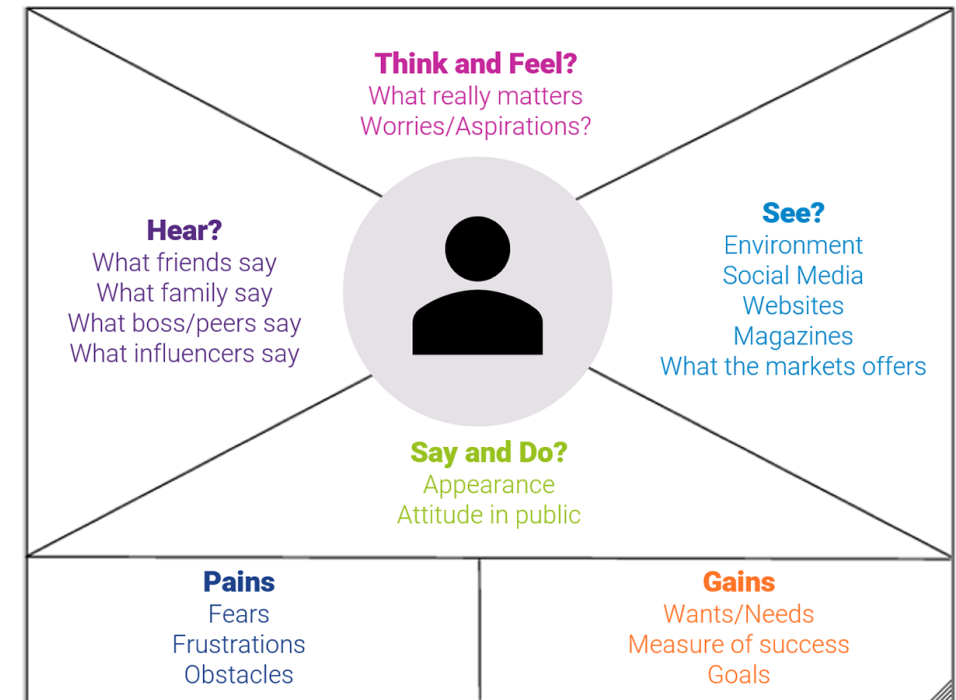 Think and Feel?
What really matters
Worries/Aspirations?
Hear?
What friends say
What family say
What boss/peers say
What influencers say
See?
Environment
Social Media
Websites
Magazines
What the markets offers
Say and Do?
Appearance
Attitude in public
Pains
Fears
Frustrations
Obstacles
Gains
Wants/Needs
Measure of success
Goals